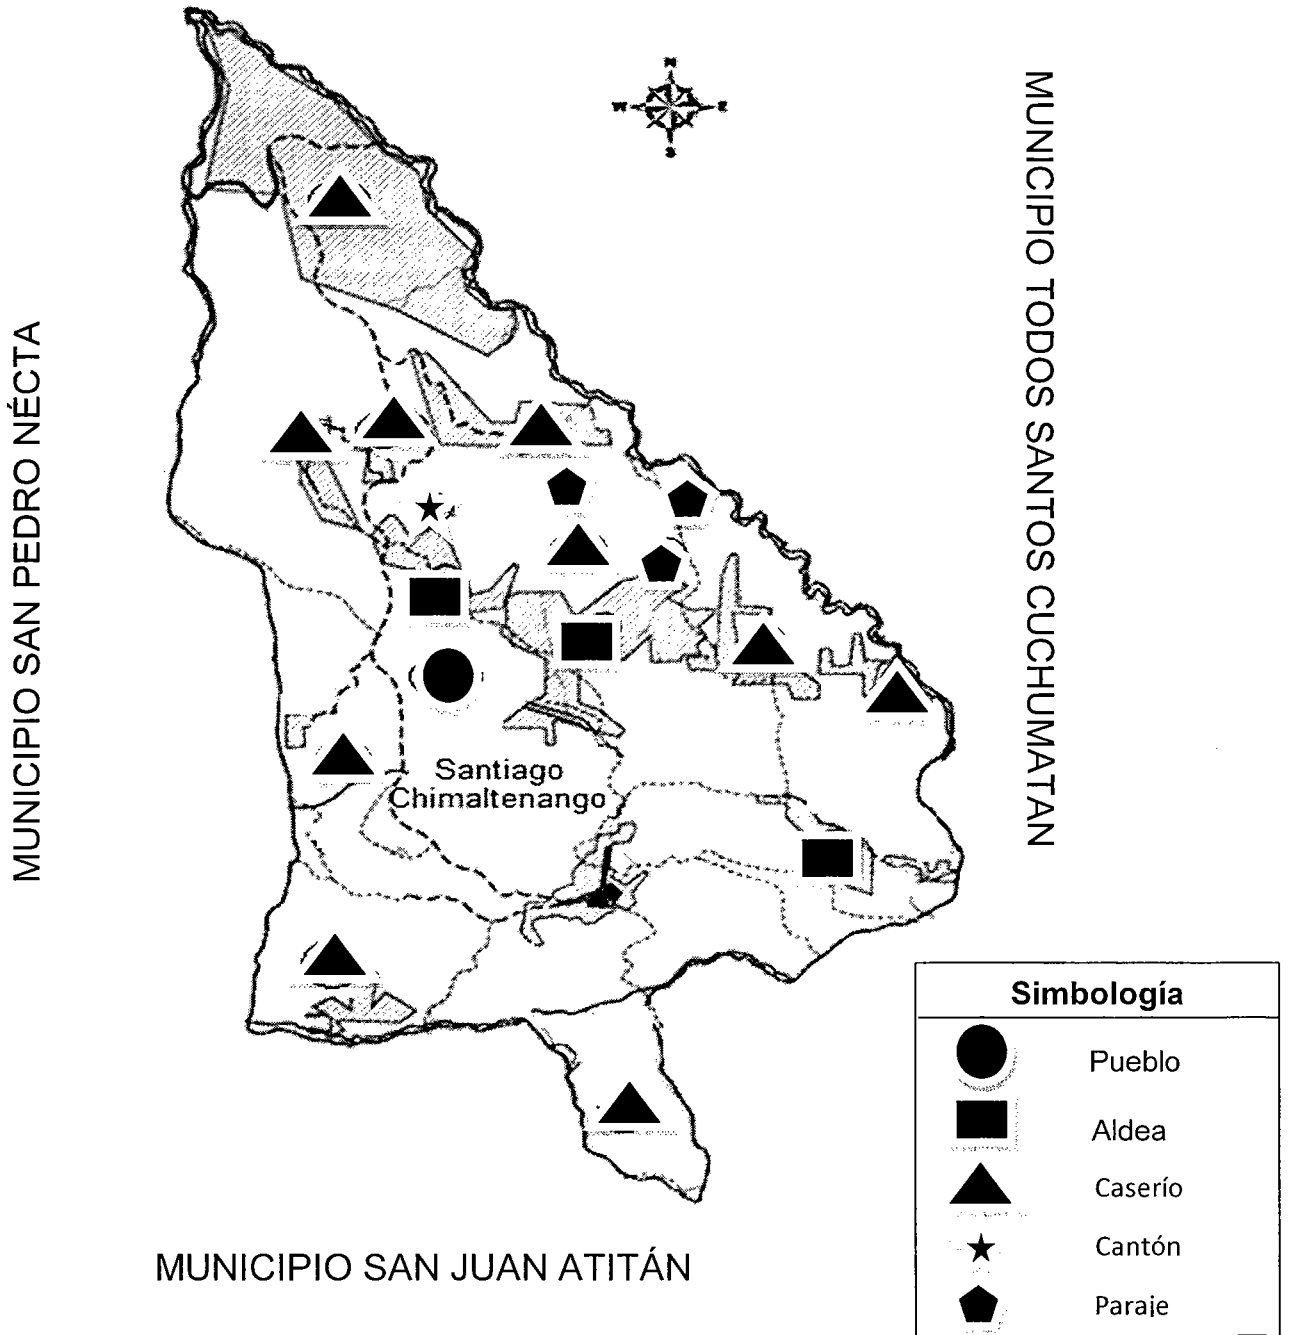 N
W
E
S
MUNICIPIO TODOS SANTOS CUCHUMATAN
MUNICIPIO SAN PEDRO NÉCTA
Santiago
Chimaltenango
Simbología
Pueblo
Aldea
Caserío
Cantón
Paraje
MUNICIPIO SAN JUAN ATITÁN